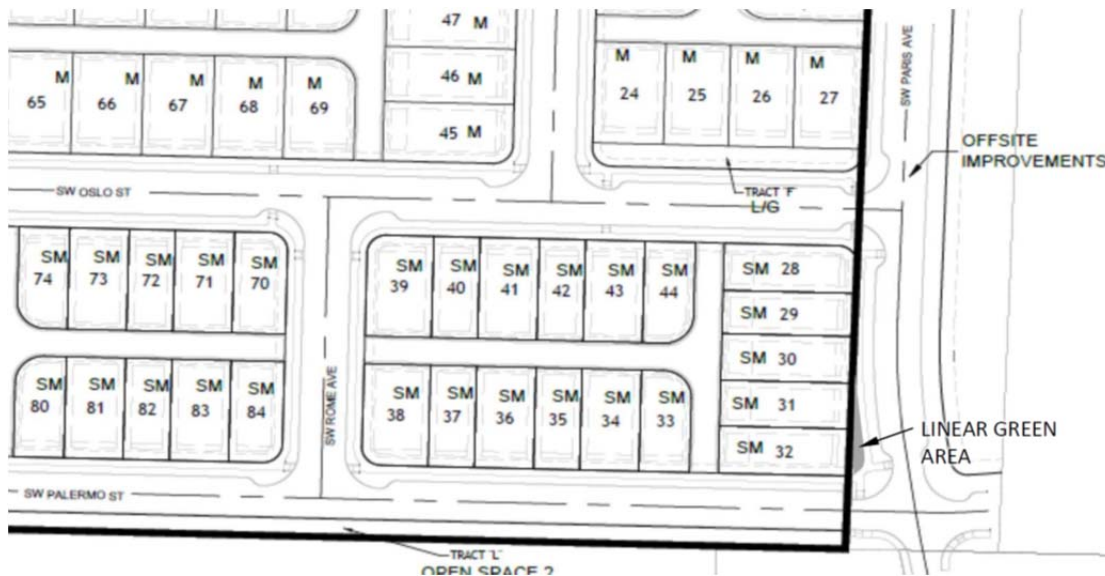 47 M
46 M
45 M
M M M M M
65 66 67 68 69
M M M M
24 25 26 27
SW PARIS AVE
OFFSITE
IMPROVEMENTS
SW OSLO ST
TRACT 'F'
L/G
SM SM SM SM SM
74 73 72 71 70
SM SM SM SM SM SM
39 40 41 42 43 44
SM 28
SM 29
SM 30
SM 31
SM 32
SM SM SM SM SM
80 81 82 83 84
SW ROME AVE
SM SM SM SM SM SM
38 37 36 35 34 33
LINEAR GREEN
AREA
SW PALERMO ST
TRACT 'L'
OPEN SPACE 2